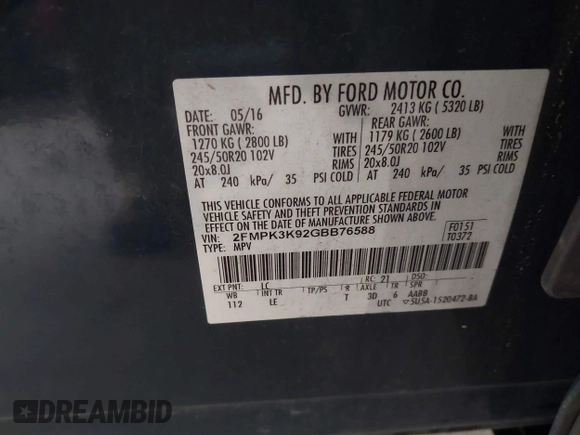 MFD. BY FORD MOTOR CO.
DATE: 05/16 GVWR: 2413 KG ( 5320 LB)
FRONT GAWR: REAR GAWR:
1270 KG ( 2800 LB) WITH 1179 KG ( 2600 LB) WITH
245/50R20 102V TIRES 245/50R20 102V TIRES
20x8.0J RIMS 20x8.0J RIMS
AT 240 kPa/ 35 PSI COLD AT 240 kPa/ 35 PSI COLD
THIS VEHICLE CONFORMS TO ALL APPLICABLE FEDERAL MOTOR
VEHICLE SAFETY AND THEFT PREVENTION STANDARDS IN
EFFECT ON THE DATE OF MANUFACTURE SHOWN ABOVE.
VIN: 2FMPK3K92GBB76588 F0151
TYPE: MPV T0372
EXT PNT: LC RC: 21 DSO:
WB INT TR TP/PS R AXLE TR SPR
112 LE T 3D 6 AABB
UTC 5U5A-1520472-BA
DREAMBID